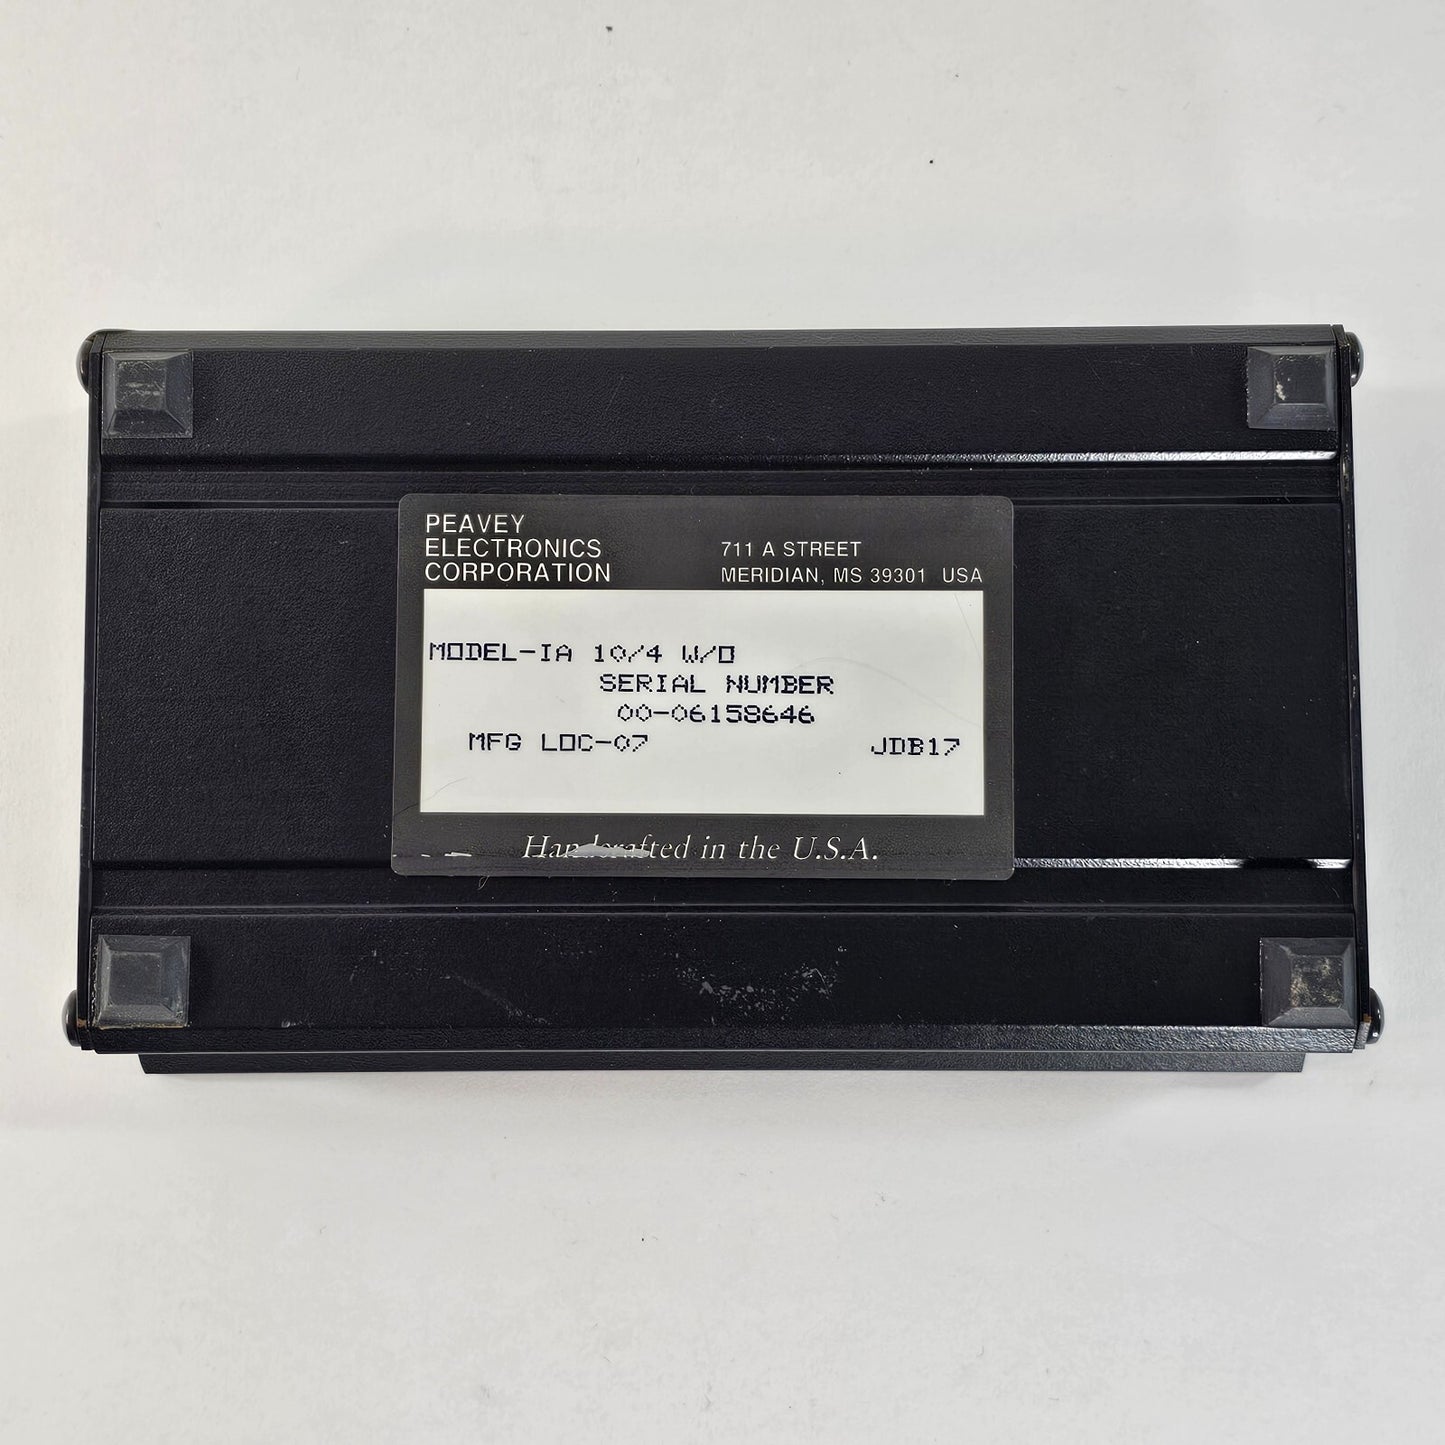 PEAVEY
ELECTRONICS
CORPORATION
711 A STREET
MERIDIAN, MS 39301 USA
MODEL-IA 10/4 W/O
SERIAL NUMBER
00-06158646
MFG LOC-07 JDB17
Handcrafted in the U.S.A.